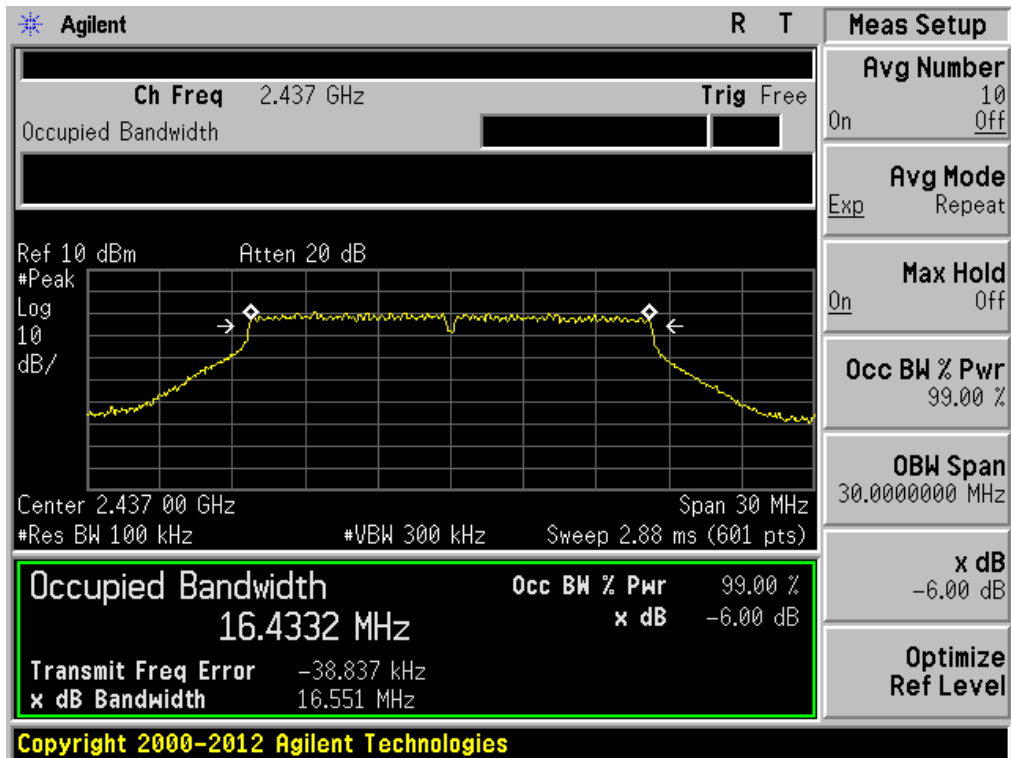 Agilent R T
Ch Freq 2.437 GHz Trig Free
Occupied Bandwidth
Ref 10 dBm Atten 20 dB
#Peak
Log
10
dB/
Center 2.437 00 GHz Span 30 MHz
#Res BW 100 kHz #VBW 300 kHz Sweep 2.88 ms (601 pts)
Occupied Bandwidth Occ BW % Pwr 99.00 %
16.4332 MHz x dB -6.00 dB
Transmit Freq Error -38.837 kHz
x dB Bandwidth 16.551 MHz
Copyright 2000-2012 Agilent Technologies
Meas Setup
Avg Number
10
On Off
Avg Mode
Exp Repeat
Max Hold
On Off
Occ BW % Pwr
99.00 %
OBW Span
30.0000000 MHz
x dB
-6.00 dB
Optimize
Ref Level